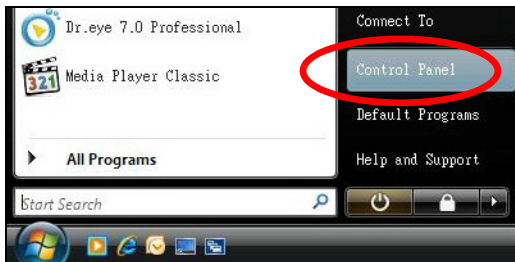 Dr.eye 7.0 Professional
321
Media Player Classic
All Programs
Start Search
Connect To
Control Panel
Default Programs
Help and Support